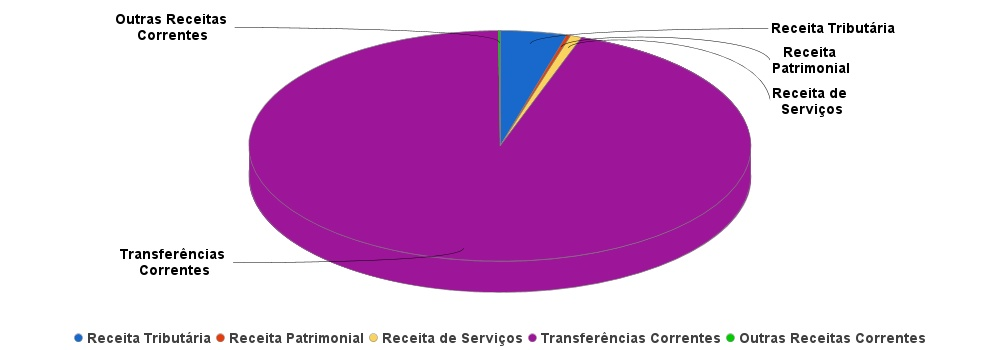 Outras Receitas
Correntes
Receita Tributária
Receita
Patrimonial
Receita de
Serviços
Transferências
Correntes
Receita Tributária Receita Patrimonial Receita de Serviços Transferências Correntes Outras Receitas Correntes